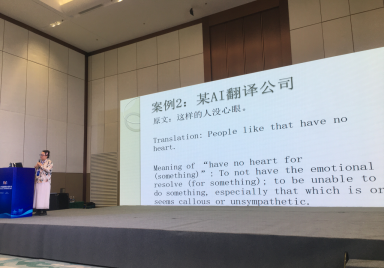 案例2：某AI翻译公司
原文：这样的人没心眼。
Translation: People like that have no
heart.
Meaning of “have no heart for
(something)”: To not have the emotional
resolve (for something); to be unable to
do something, especially that which is or
seems callous or unsympathetic.